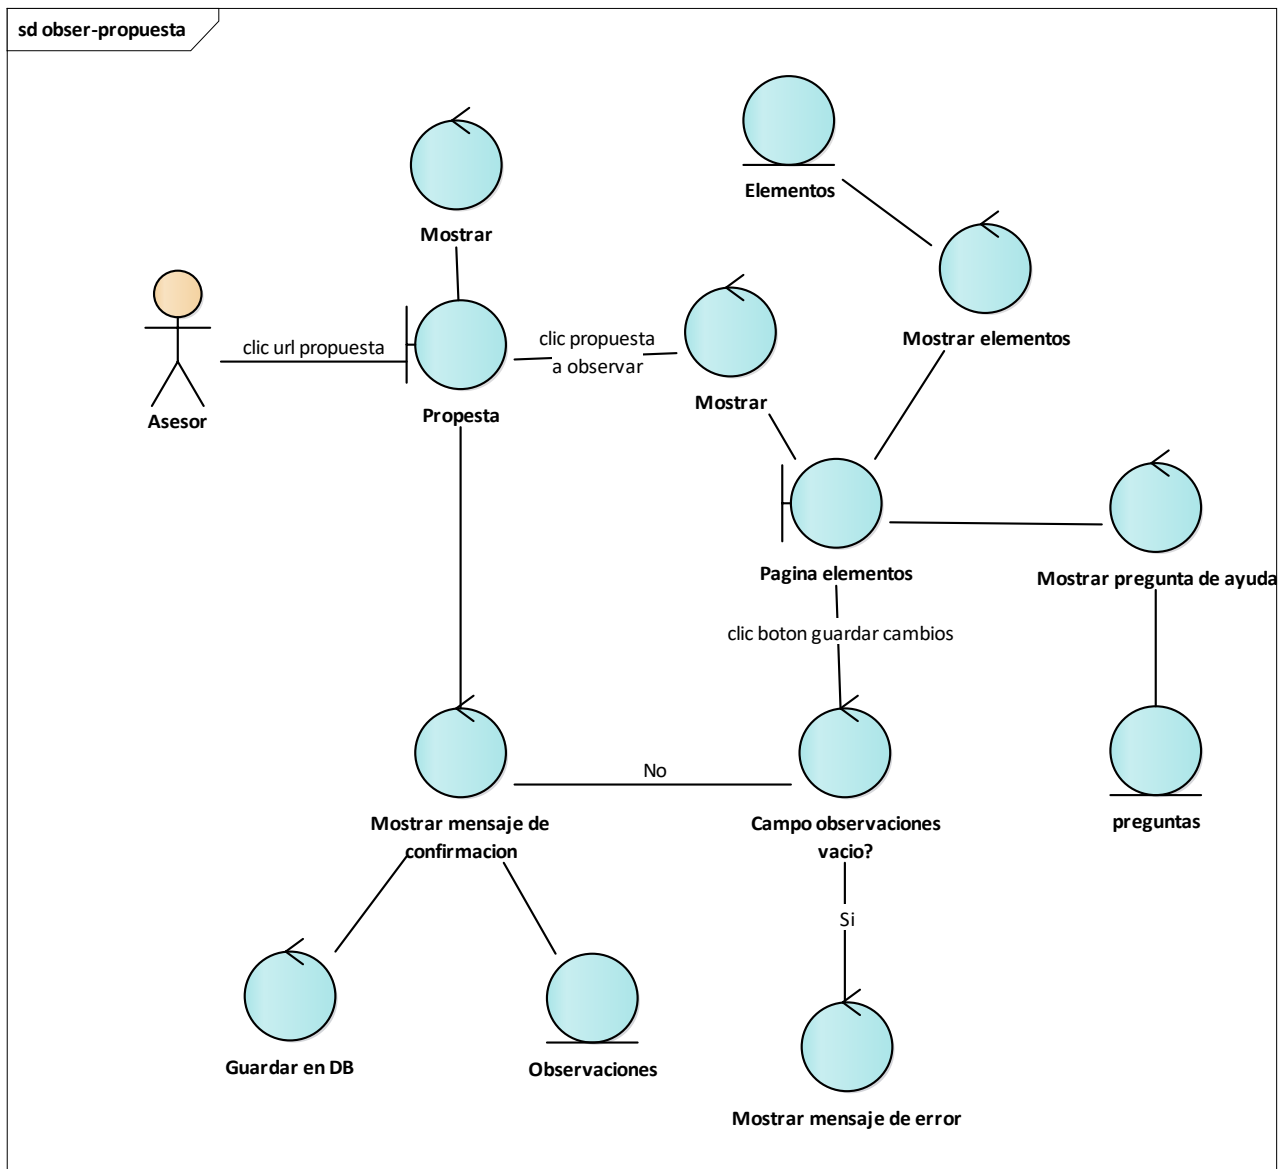 sd obser-propuesta
Elementos
Mostrar
Mostrar elementos
clic url propuesta
clic propuesta
a observar
Asesor
Propesta
Mostrar
Pagina elementos
Mostrar pregunta de ayuda
clic boton guardar cambios
No
Mostrar mensaje de
confirmacion
Campo observaciones
vacio?
preguntas
Si
Guardar en DB
Observaciones
Mostrar mensaje de error